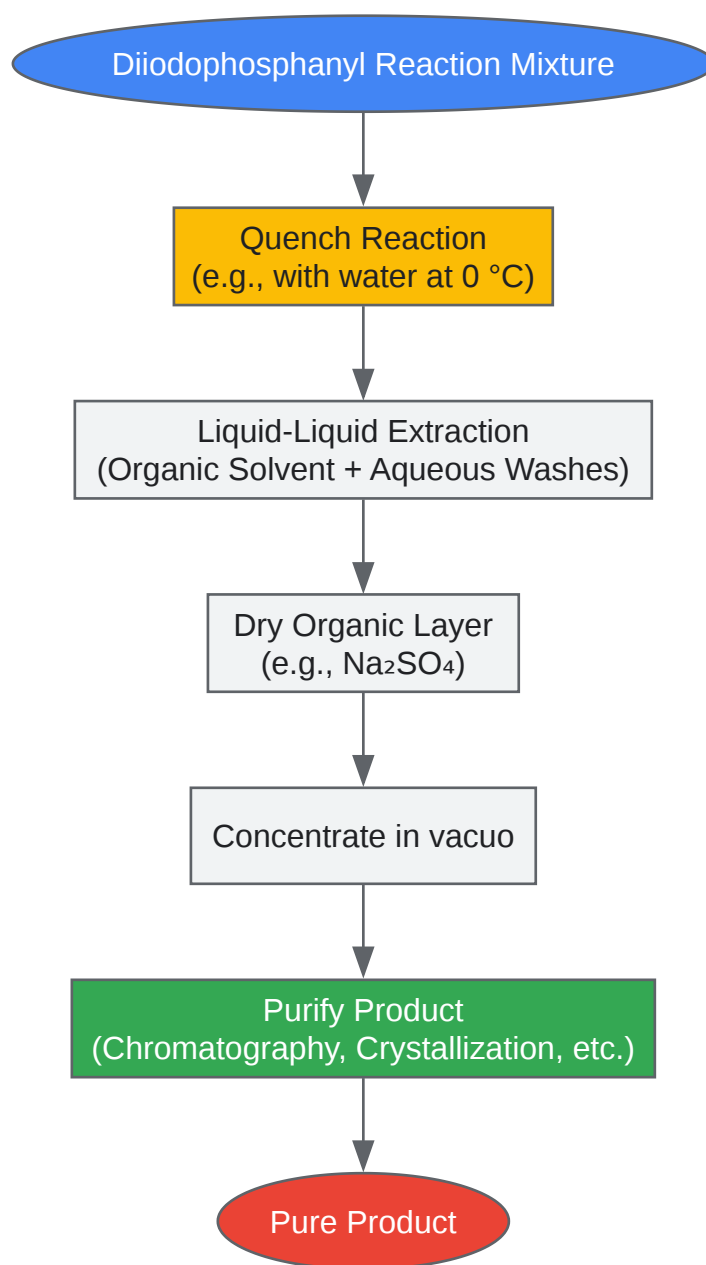 Diiodophosphanyl Reaction Mixture
Quench Reaction
(e.g., with water at 0 °C)
Liquid-Liquid Extraction
(Organic Solvent + Aqueous Washes)
Dry Organic Layer
(e.g., Na₂SO₄)
Concentrate in vacuo
Purify Product
(Chromatography, Crystallization, etc.)
Pure Product